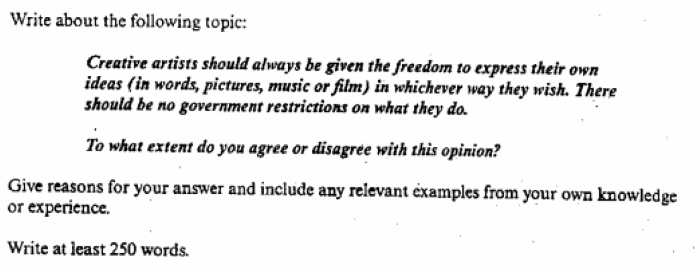 Write about the following topic:
Creative artists should always be given the freedom to express their own
ideas (in words, pictures, music or film) in whichever way they wish. There
should be no government restrictions on what they do.
To what extent do you agree or disagree with this opinion?
Give reasons for your answer and include any relevant examples from your own knowledge
or experience.
Write at least 250 words.